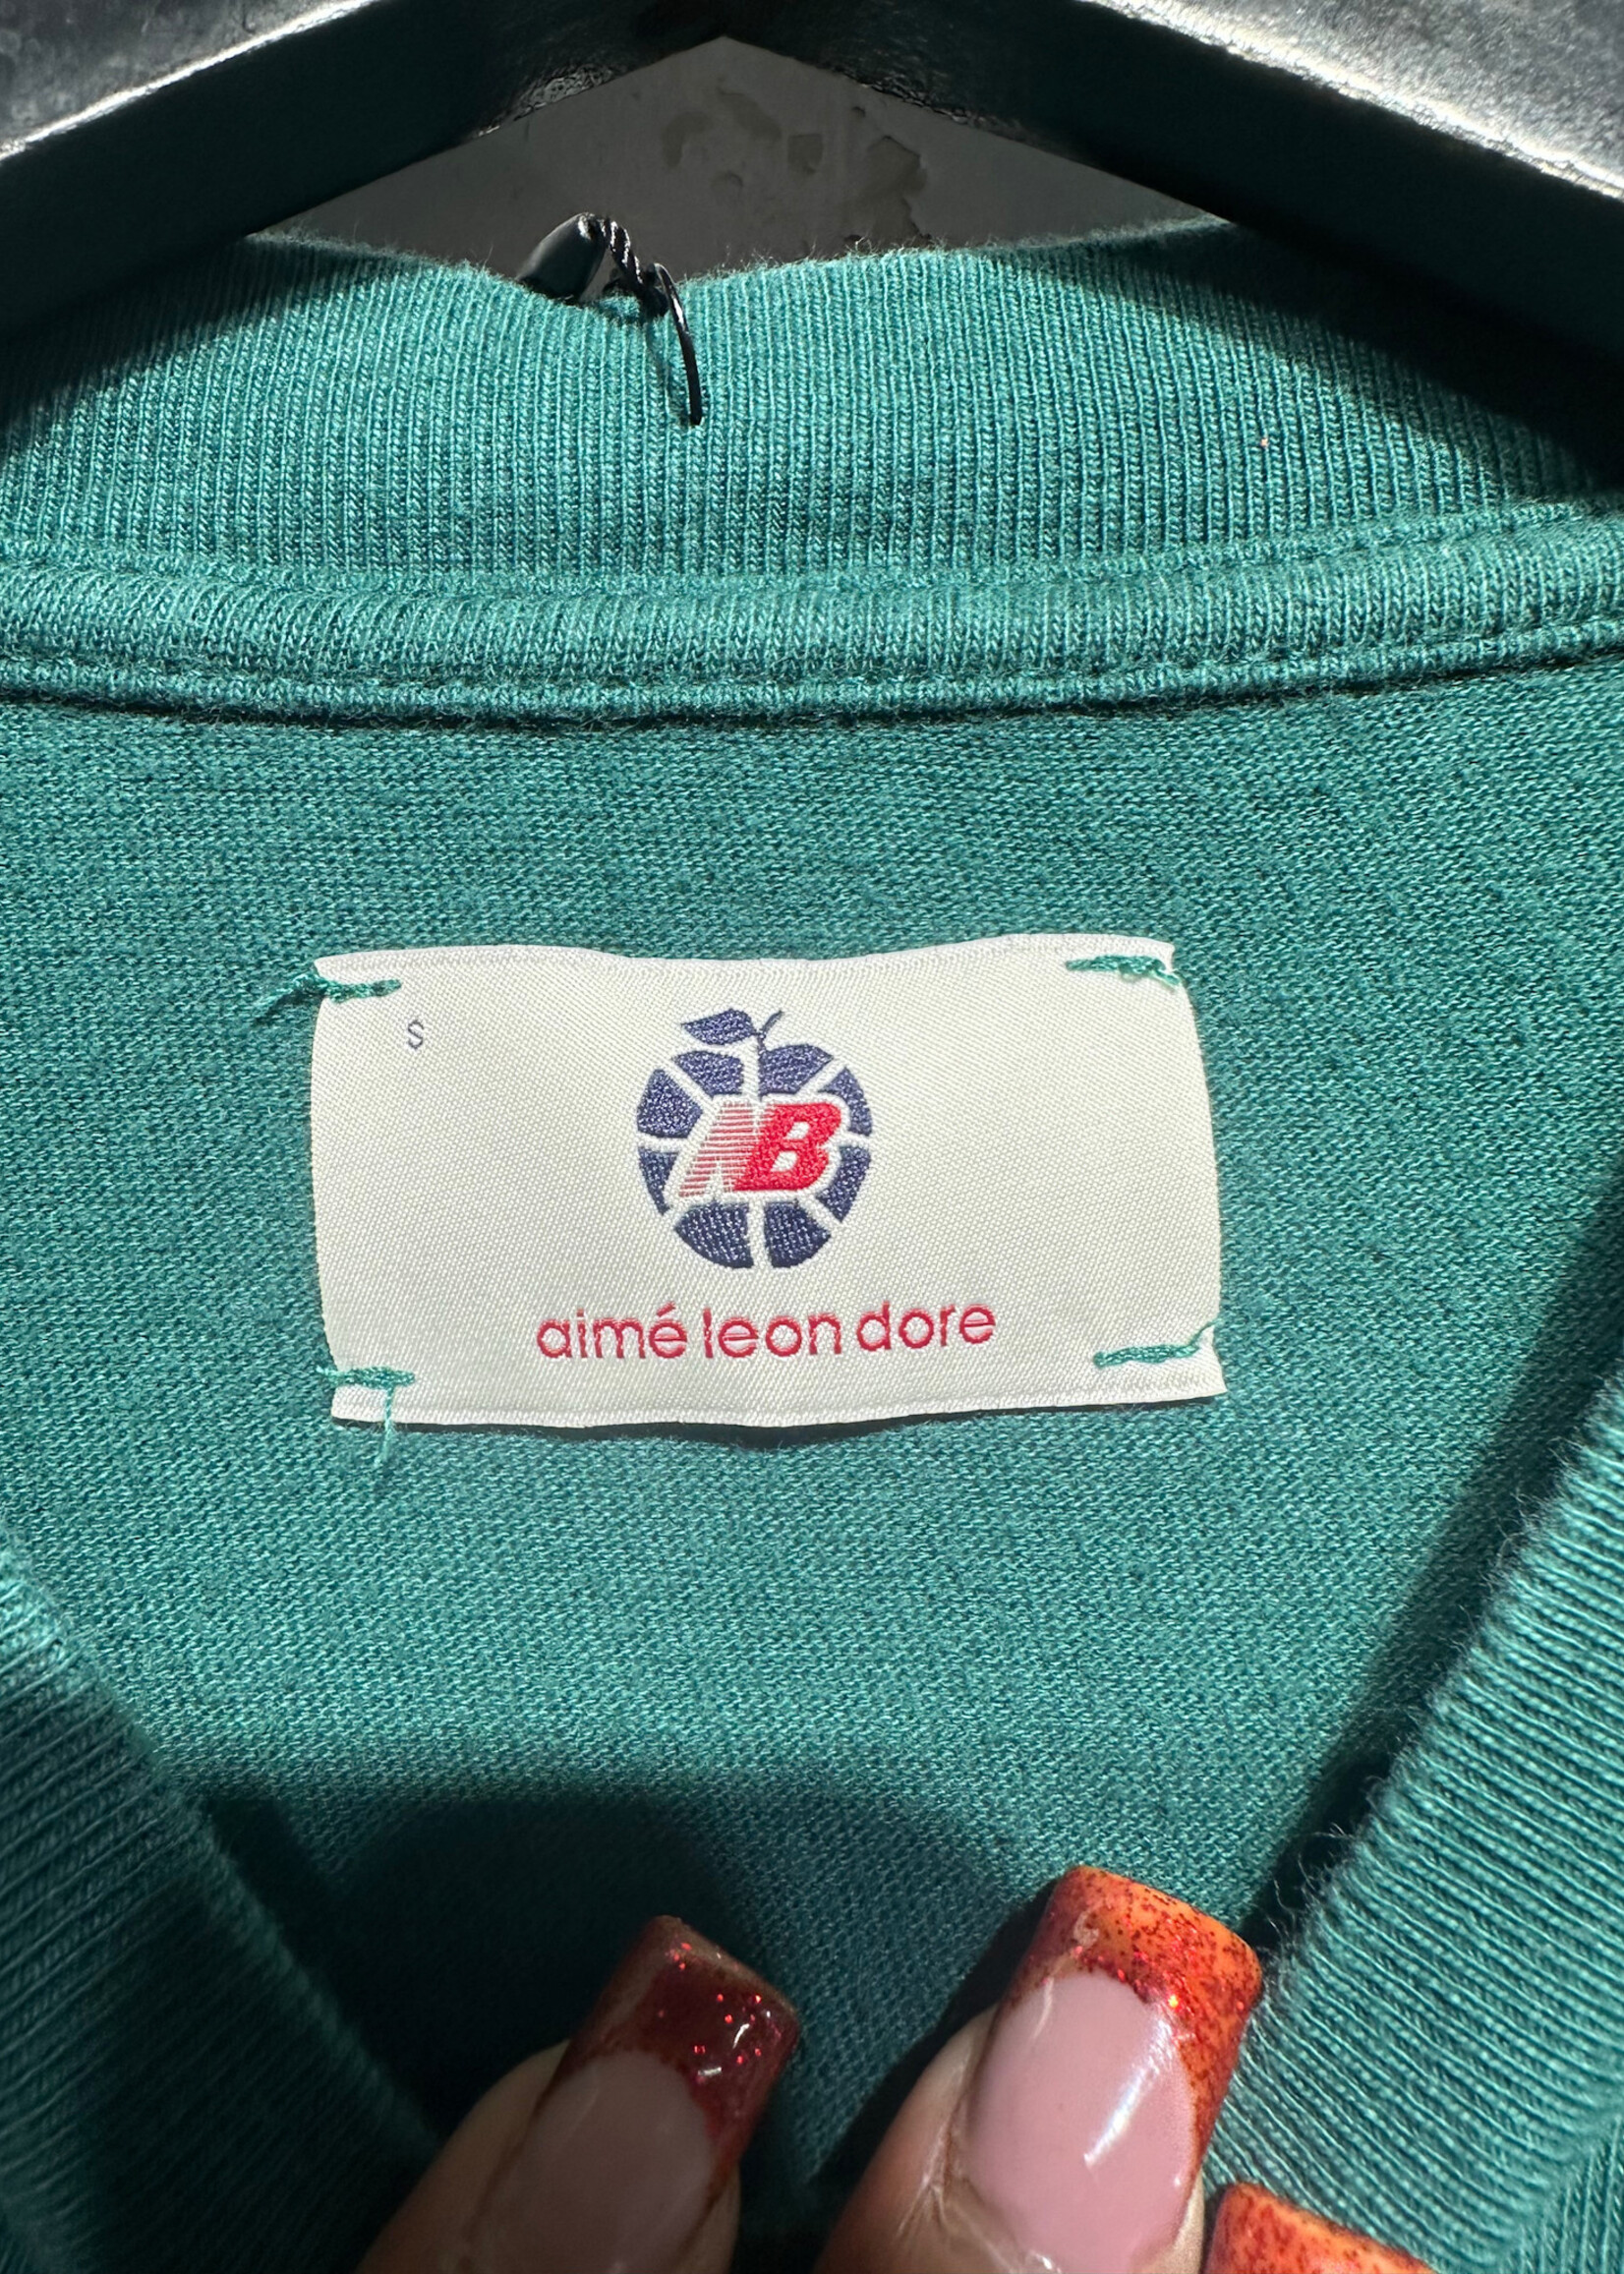 S
NB
aimé leon dore